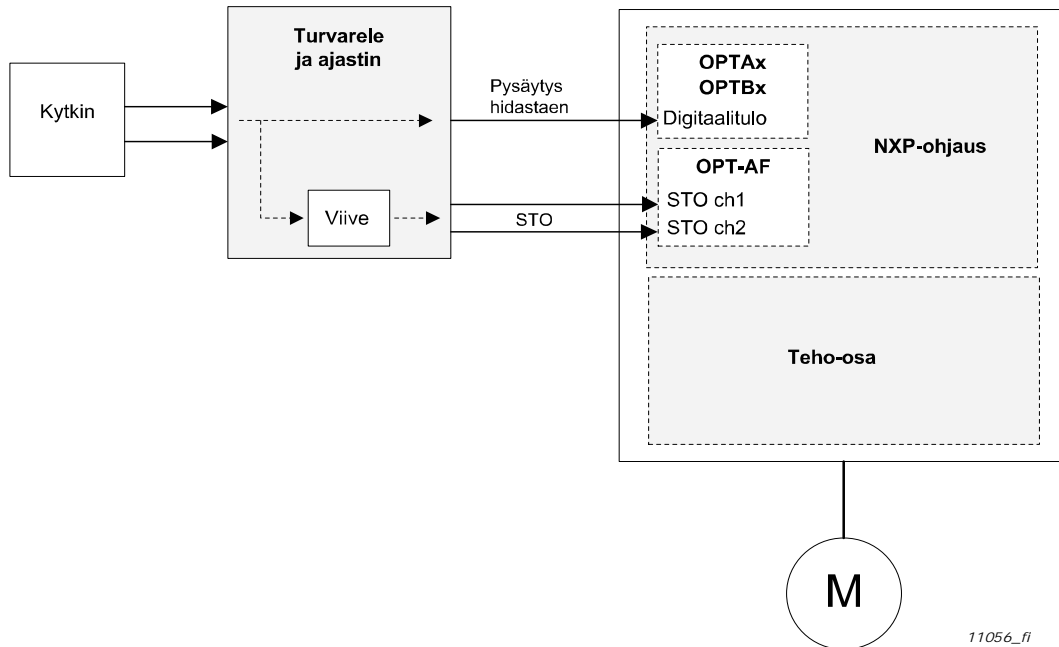 Kytkin
Turvarele
ja ajastin
Viive
Pysäytys
hidastaen
STO
OPTAx
OPTBx
Digitaalitulo
OPT-AF
STO ch1
STO ch2
NXP-ohjaus
Teho-osa
M
11056_fi